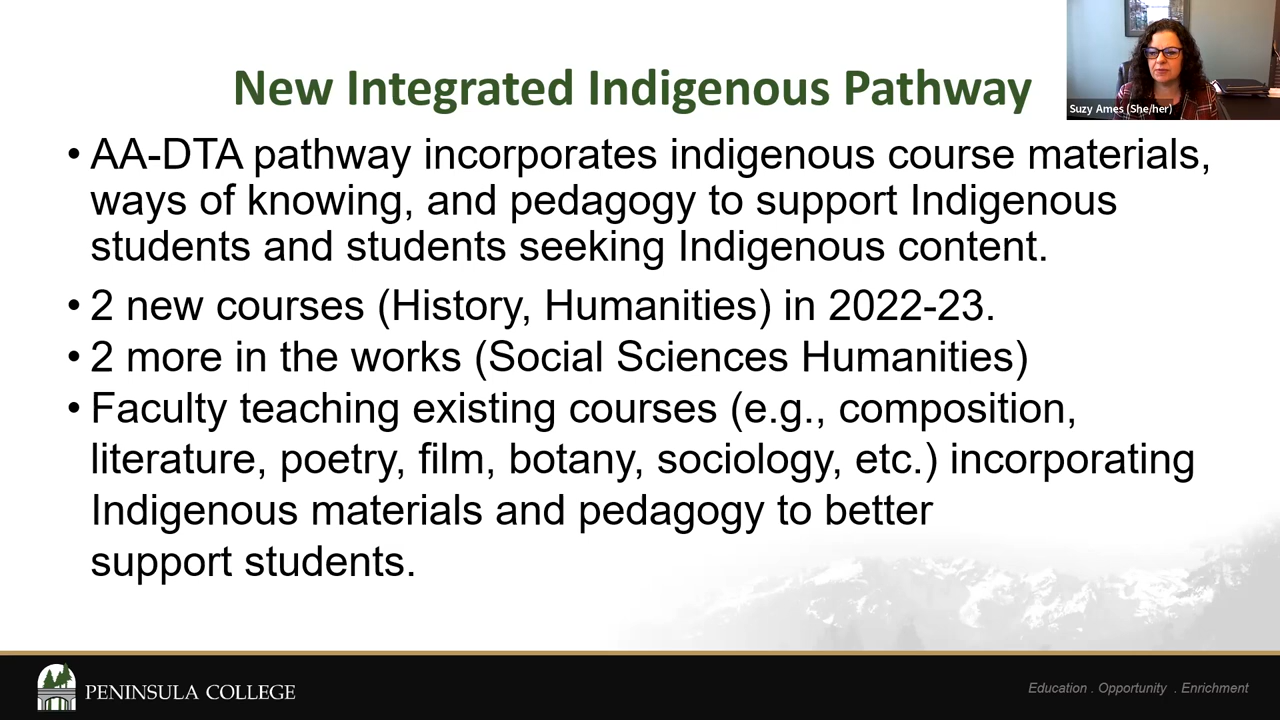 New Integrated Indigenous Pathway
Suzy Ames (She/her)
• AA-DTA pathway incorporates indigenous course materials,
ways of knowing, and pedagogy to support Indigenous
students and students seeking Indigenous content.
• 2 new courses (History, Humanities) in 2022-23.
• 2 more in the works (Social Sciences Humanities)
• Faculty teaching existing courses (e.g., composition,
literature, poetry, film, botany, sociology, etc.) incorporating
Indigenous materials and pedagogy to better
support students.
PENINSULA COLLEGE
Education . Opportunity . Enrichment